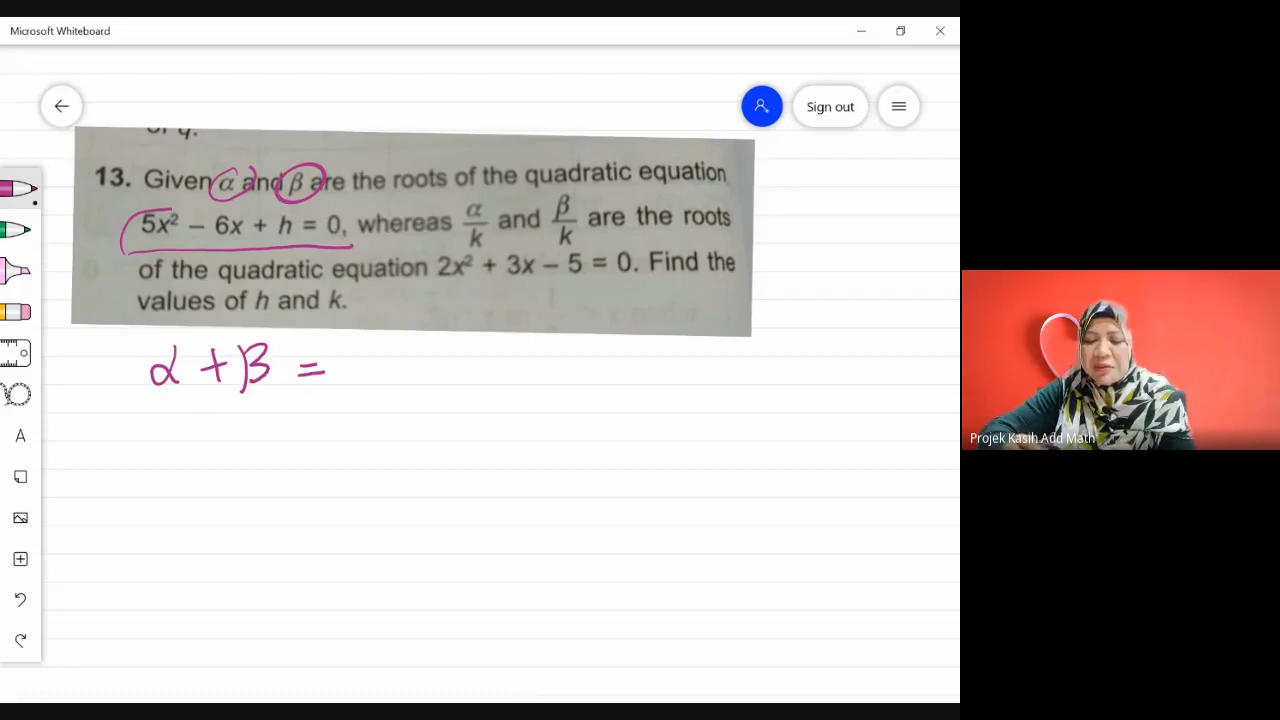 Microsoft Whiteboard
Sign out
or q.
13. Given α and β are the roots of the quadratic equation
5x² − 6x + h = 0, whereas α/k and β/k are the roots
of the quadratic equation 2x² + 3x − 5 = 0. Find the
values of h and k.
α + β =
A
Projek Kasih Add Math